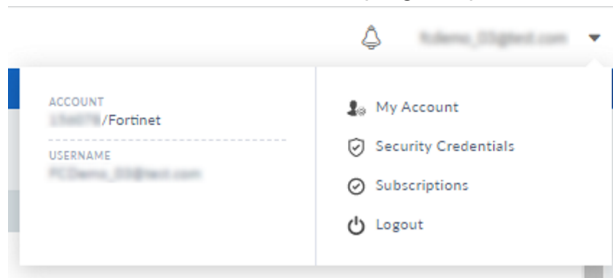 ACCOUNT
/Fortinet
USERNAME
My Account
Security Credentials
Subscriptions
Logout